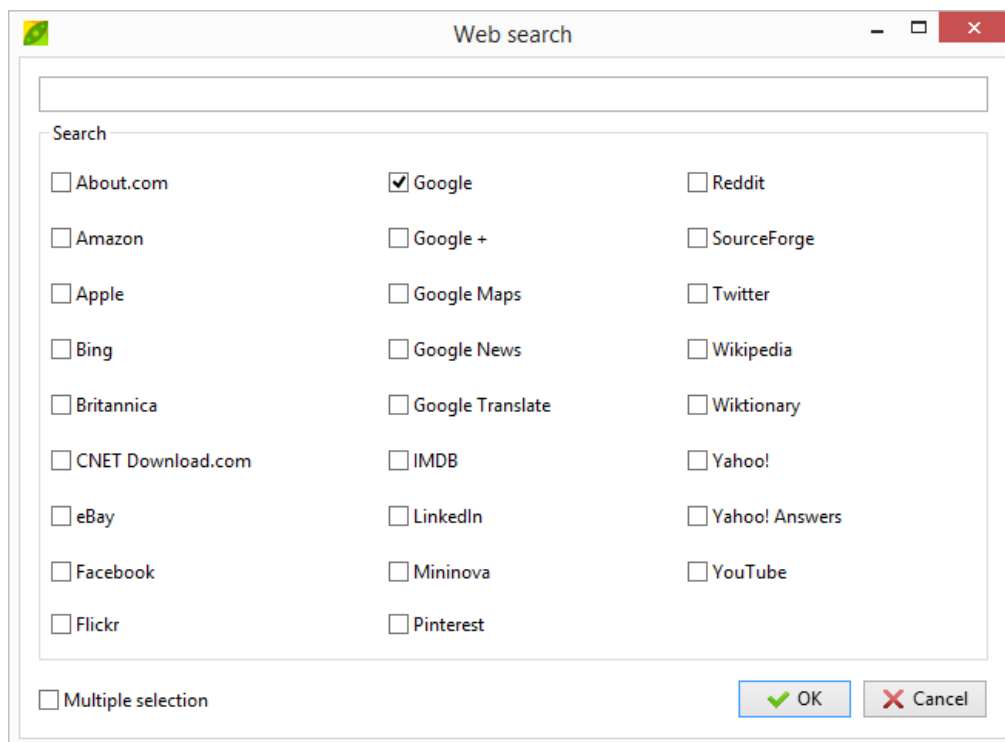 Web search
Search
About.com
Google
Reddit
Amazon
Google +
SourceForge
Apple
Google Maps
Twitter
Bing
Google News
Wikipedia
Britannica
Google Translate
Wiktionary
CNET Download.com
IMDB
Yahoo!
eBay
LinkedIn
Yahoo! Answers
Facebook
Mininova
YouTube
Flickr
Pinterest
Multiple selection
OK
Cancel